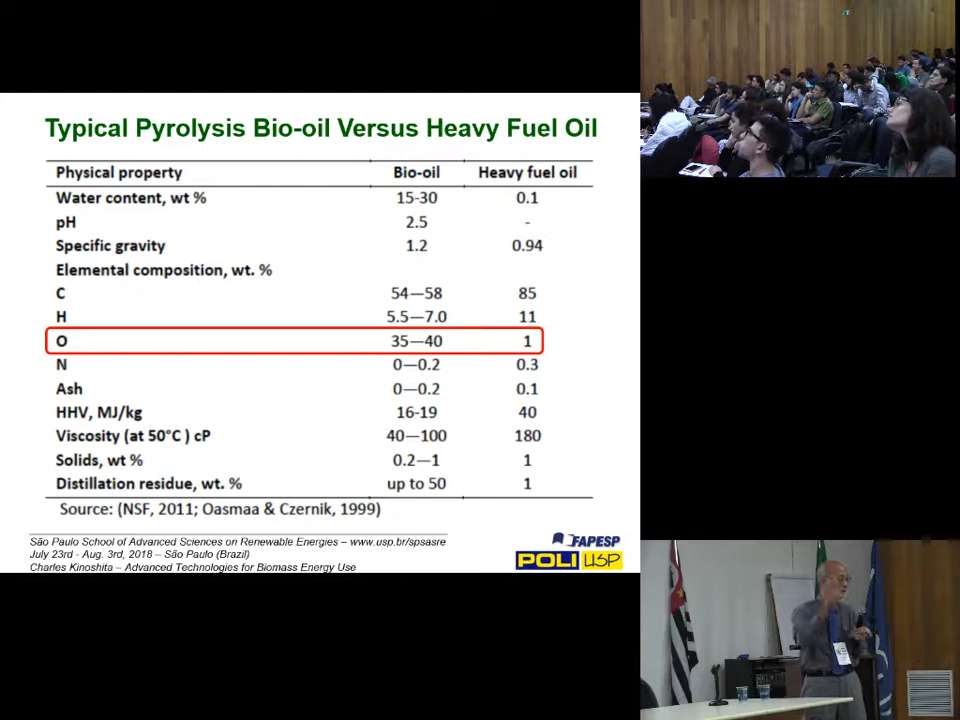 Typical Pyrolysis Bio-oil Versus Heavy Fuel Oil
Physical property Bio-oil Heavy fuel oil
Water content, wt % 15-30 0.1
pH 2.5 -
Specific gravity 1.2 0.94
Elemental composition, wt. %
C 54—58 85
H 5.5—7.0 11
O 35—40 1
N 0—0.2 0.3
Ash 0—0.2 0.1
HHV, MJ/kg 16-19 40
Viscosity (at 50°C ) cP 40—100 180
Solids, wt % 0.2—1 1
Distillation residue, wt. % up to 50 1
Source: (NSF, 2011; Oasmaa & Czernik, 1999)
São Paulo School of Advanced Sciences on Renewable Energies – www.usp.br/spsasre
July 23rd - Aug. 3rd, 2018 – São Paulo (Brazil)
Charles Kinoshita – Advanced Technologies for Biomass Energy Use
FAPESP
POLI USP